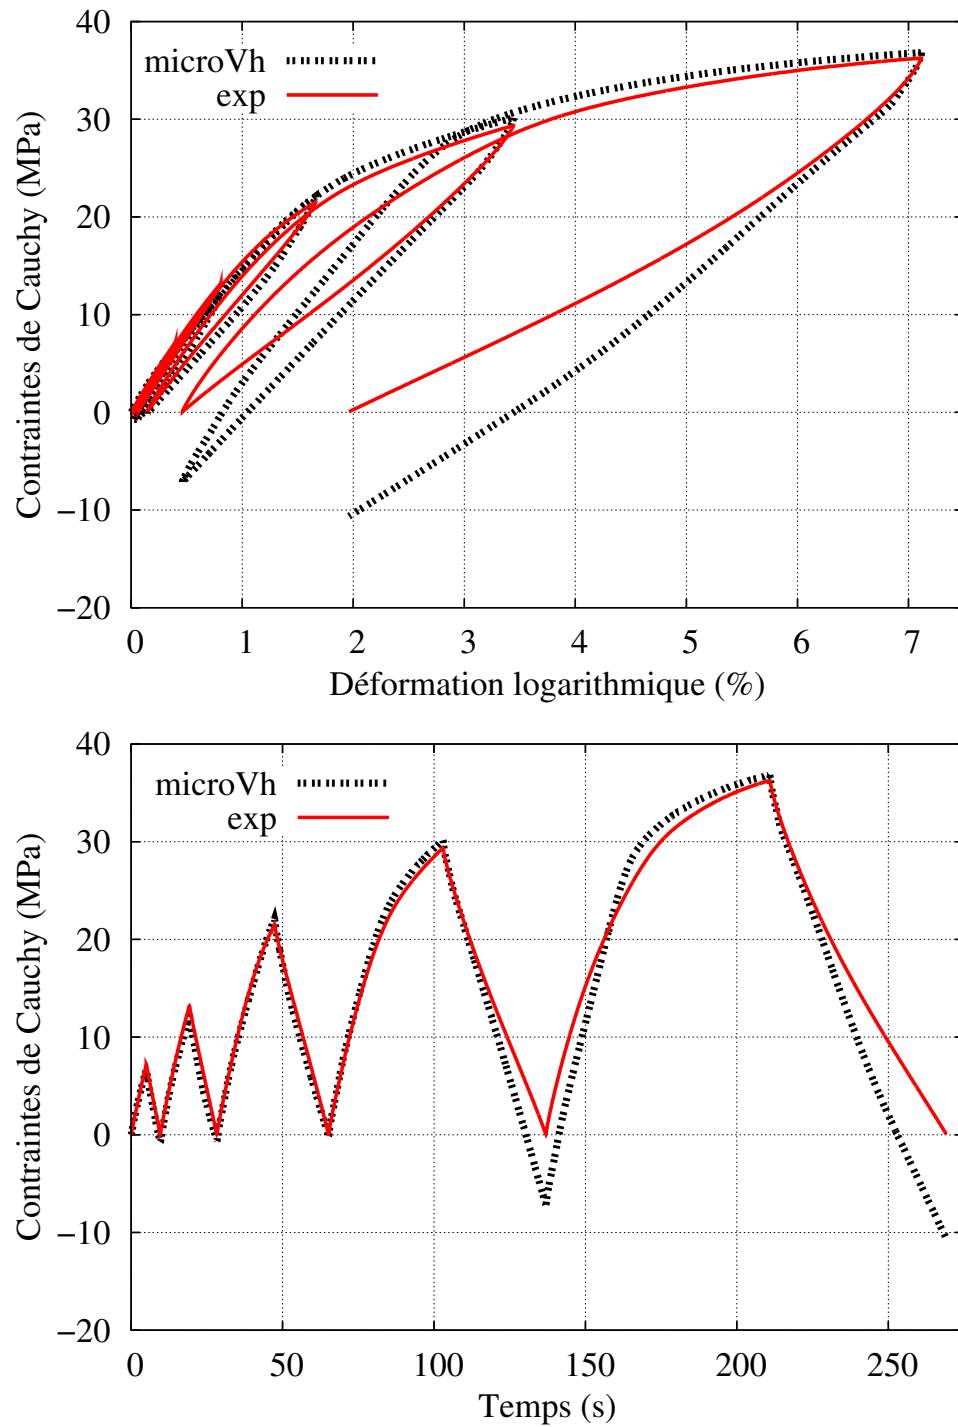 40
30
20
10
0
−10
−20
Contraintes de Cauchy (MPa)
microVh
exp
0 1 2 3 4 5 6 7
Déformation logarithmique (%)
40
30
20
10
0
−10
−20
Contraintes de Cauchy (MPa)
microVh
exp
0 50 100 150 200 250
Temps (s)